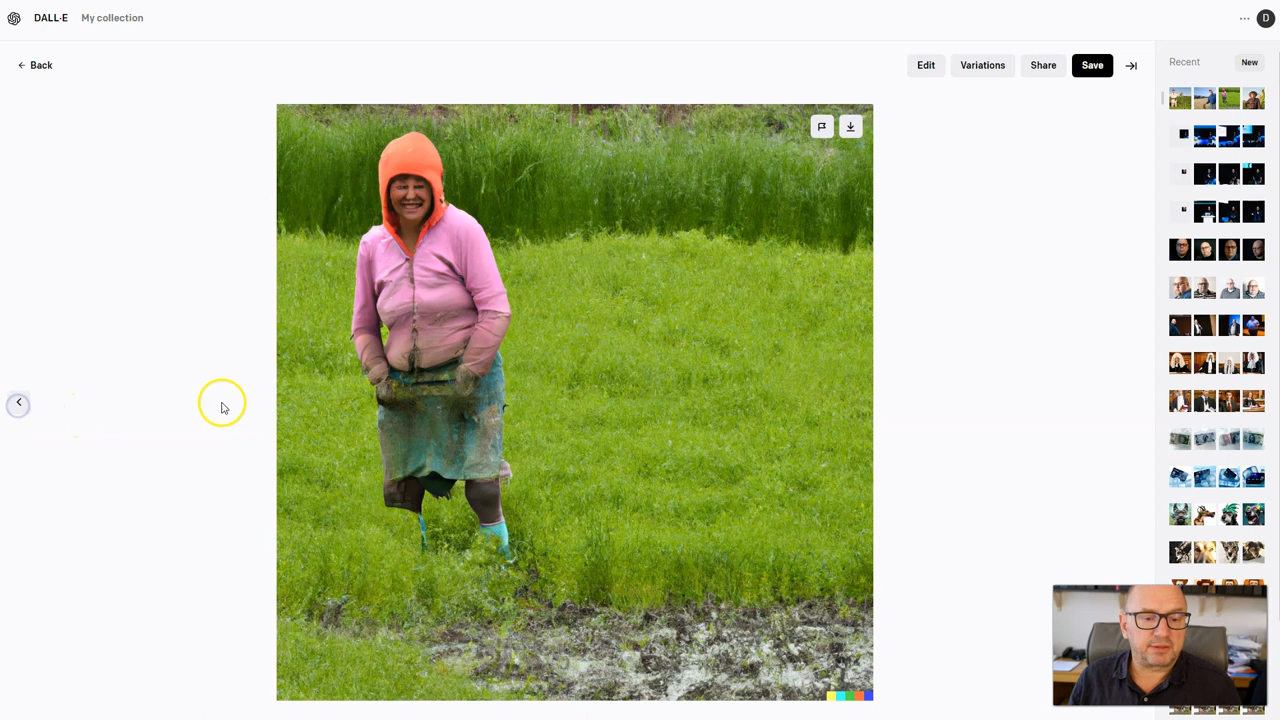 DALL·E My collection
D
Back
Edit Variations Share Save
Recent New